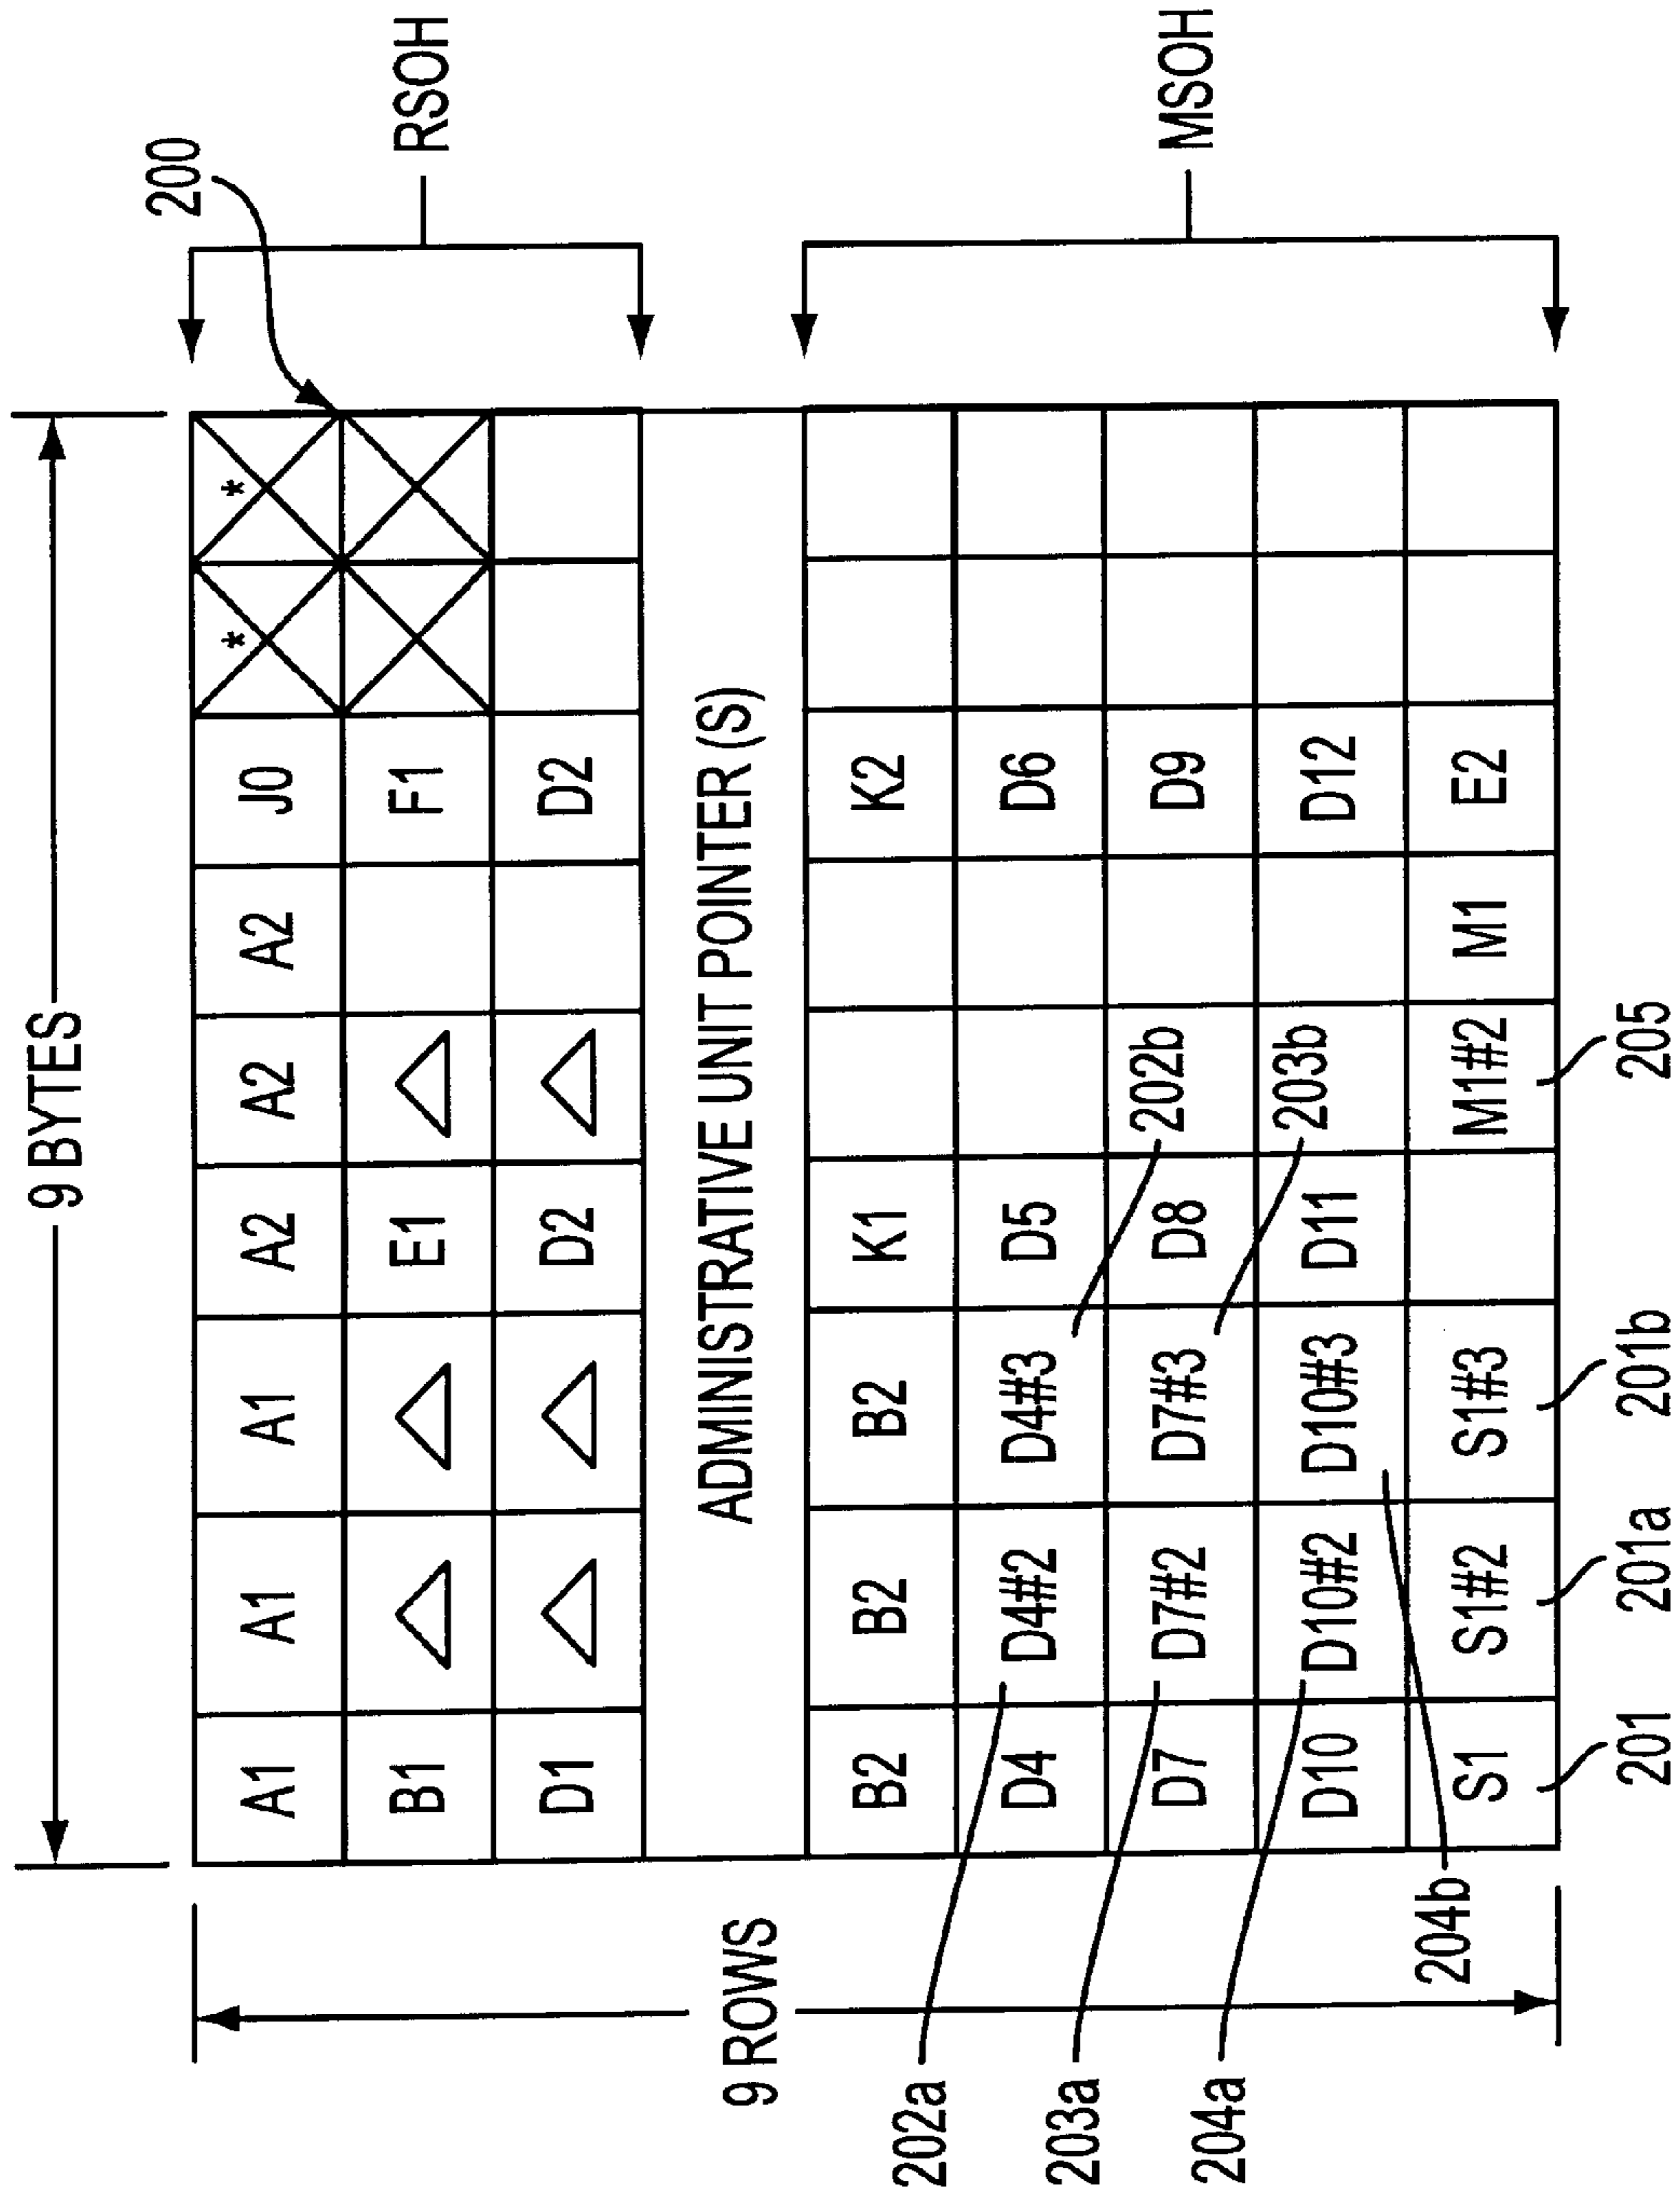 9 BYTES
200
A1 A1 A1 A2 A2 A2 J0 * *
B1 E1 F1
D1 D2 D2
RSOH
ADMINISTRATIVE UNIT POINTER (S)
9 ROWS
B2 B2 B2 K1 K2
D4 D4#2 D4#3 D5 D6
D7 D7#2 D7#3 D8 D9
D10 D10#2 D10#3 D11 D12
S1 S1#2 S1#3 M1#2 M1 E2
MSOH
202a
203a
204a
204b
202b
203b
201 201a 201b 205